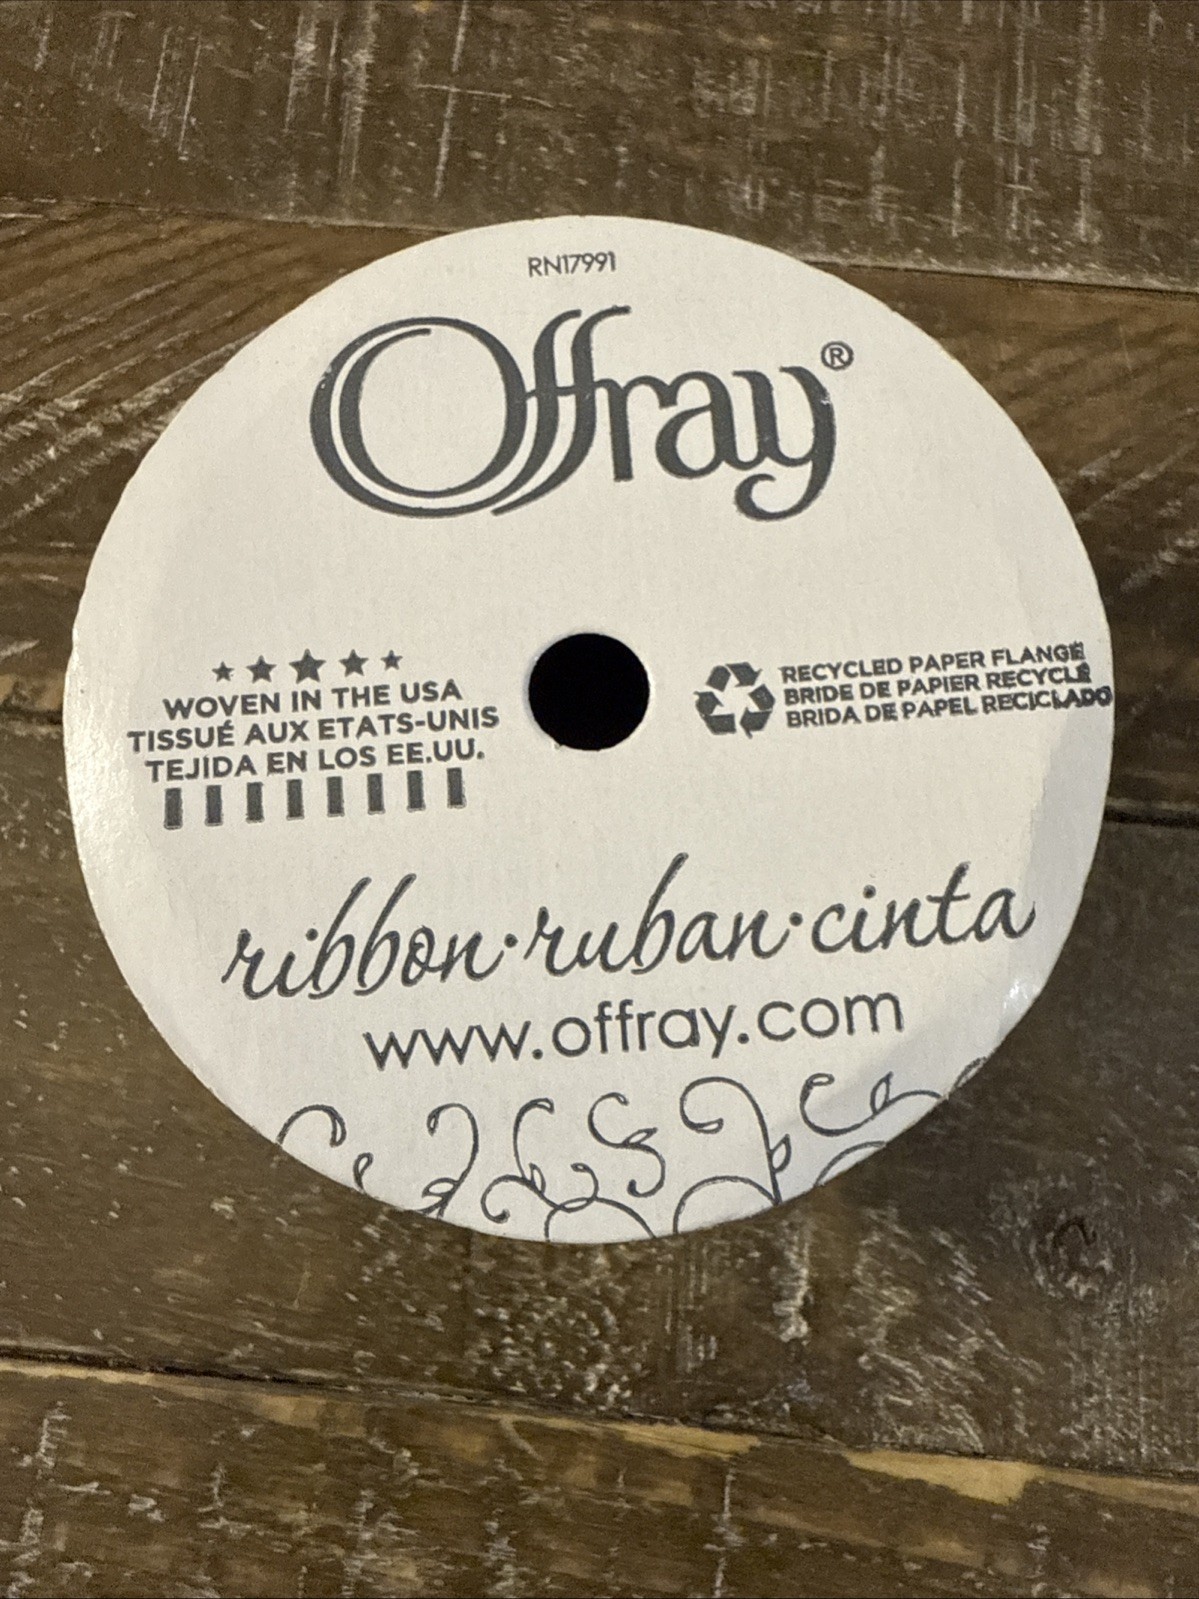 RN17991
Offray®
WOVEN IN THE USA
TISSUÉ AUX ETATS-UNIS
TEJIDA EN LOS EE.UU.
RECYCLED PAPER FLANGE
BRIDE DE PAPIER RECYCLÉ
BRIDA DE PAPEL RECICLADO
ribbon·ruban·cinta
www.offray.com